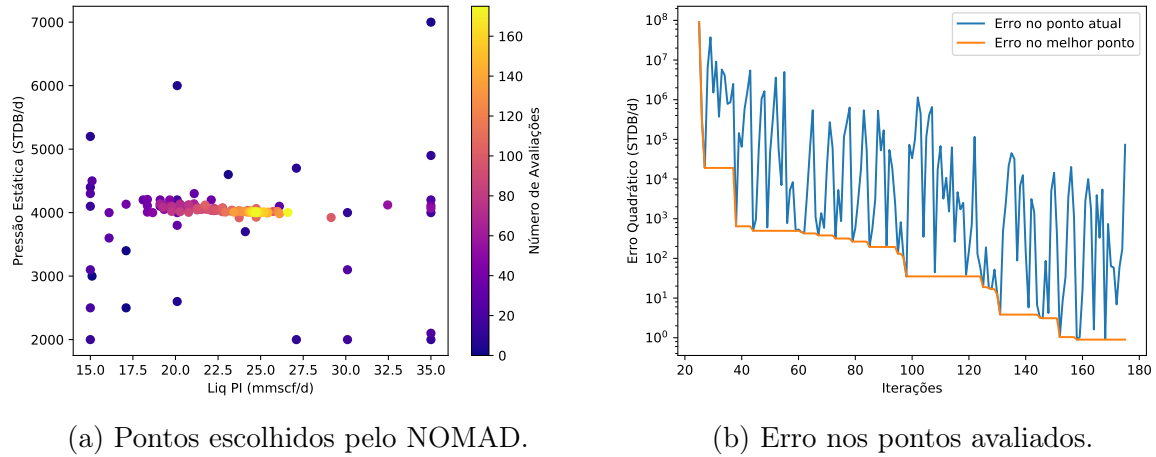 7000
6000
5000
4000
3000
2000
Pressão Estática (STDB/d)
15.0 17.5 20.0 22.5 25.0 27.5 30.0 32.5 35.0
Liq PI (mmscf/d)
160
140
120
100
80
60
40
20
0
Número de Avaliações
(a) Pontos escolhidos pelo NOMAD.
10^8
10^7
10^6
10^5
10^4
10^3
10^2
10^1
10^0
Erro Quadrático (STDB/d)
Erro no ponto atual
Erro no melhor ponto
20 40 60 80 100 120 140 160 180
Iterações
(b) Erro nos pontos avaliados.